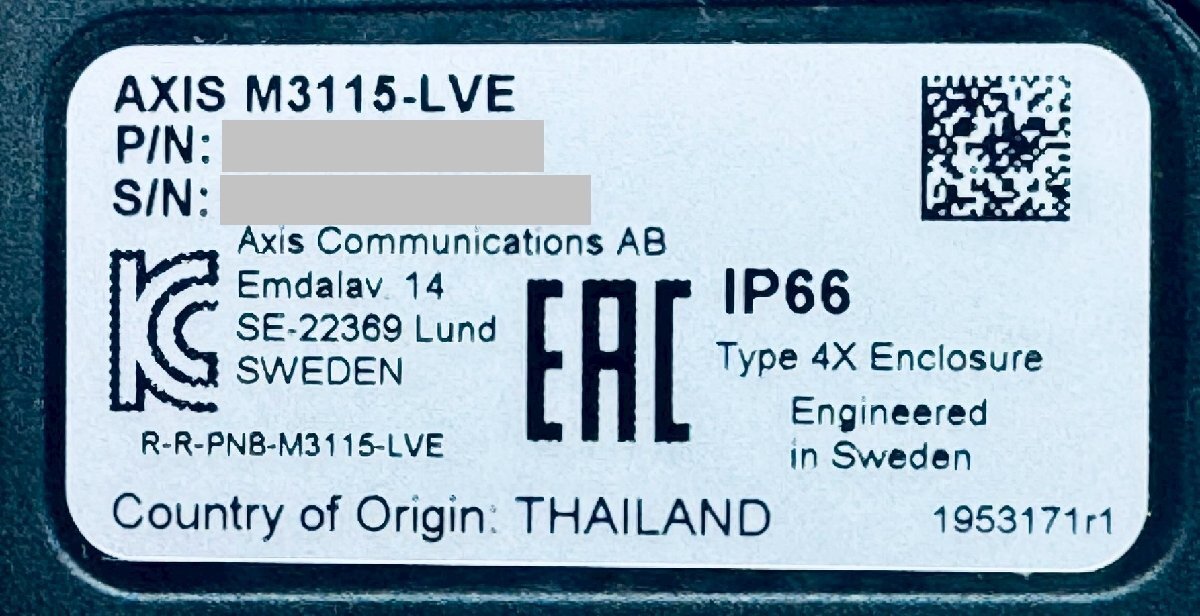 AXIS M3115-LVE
P/N:
S/N:
Axis Communications AB
Emdalav. 14
SE-22369 Lund
SWEDEN
KC
R-R-PNB-M3115-LVE
EAC
IP66
Type 4X Enclosure
Engineered
in Sweden
Country of Origin: THAILAND
1953171r1